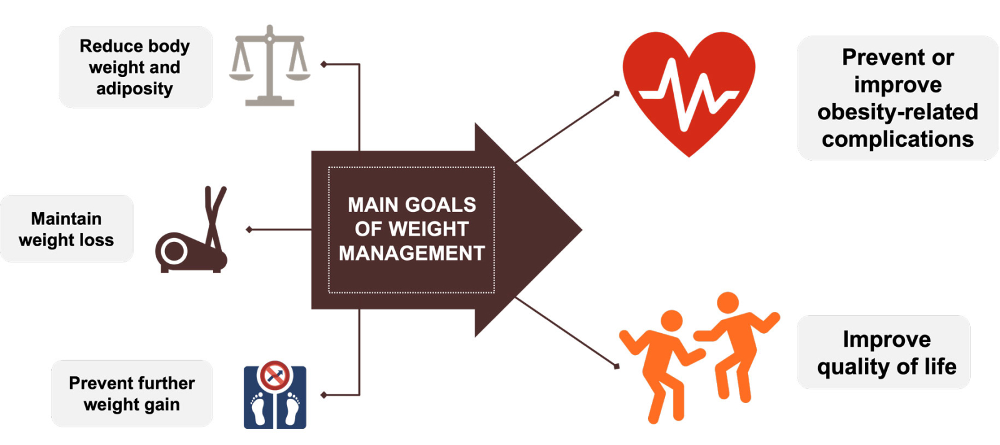 Reduce body
weight and
adiposity
Maintain
weight loss
Prevent further
weight gain
MAIN GOALS
OF WEIGHT
MANAGEMENT
Prevent or
improve
obesity-related
complications
Improve
quality of life